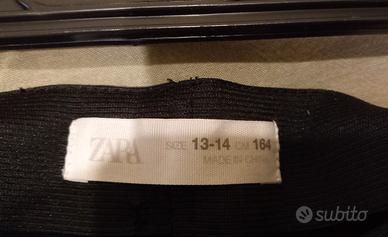 ZARA
SIZE 13-14 CM 164
MADE IN CHINA
subito